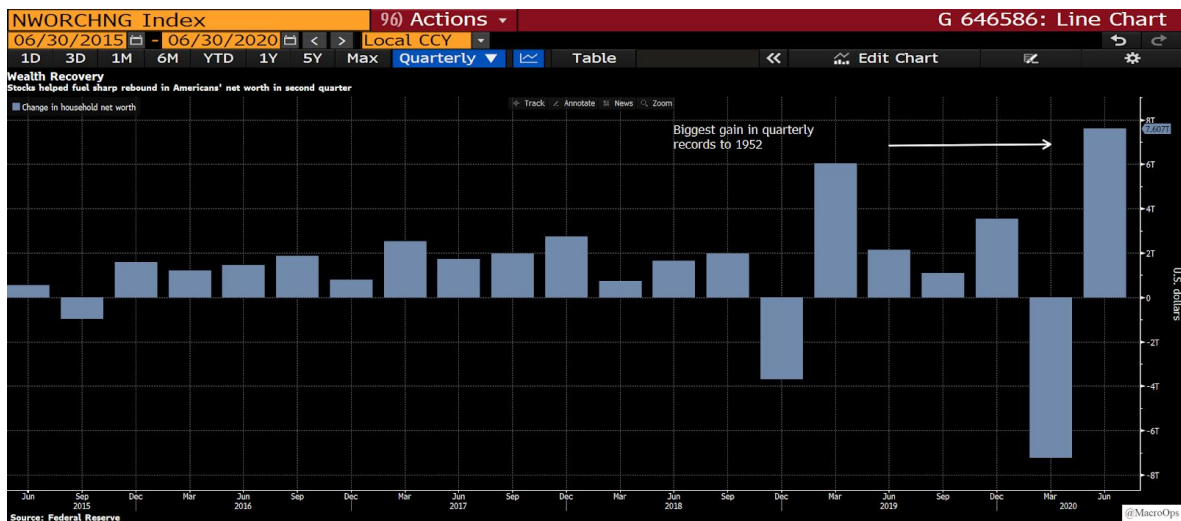 NWORCHNG Index 96) Actions G 646586: Line Chart
06/30/2015 - 06/30/2020 < > Local CCY
1D 3D 1M 6M YTD 1Y 5Y Max Quarterly ▼ Table « Edit Chart
Wealth Recovery
Stocks helped fuel sharp rebound in Americans' net worth in second quarter
Change in household net worth
Track Annotate News Zoom
Biggest gain in quarterly
records to 1952
8T
7.607T
6T
4T
2T
0
-2T
-4T
-6T
-8T
U.S. dollars
Jun Sep Dec Mar Jun Sep Dec Mar Jun Sep Dec Mar Jun Sep Dec Mar Jun Sep Dec Mar Jun
2015 2016 2017 2018 2019 2020
Source: Federal Reserve
@MacroOps